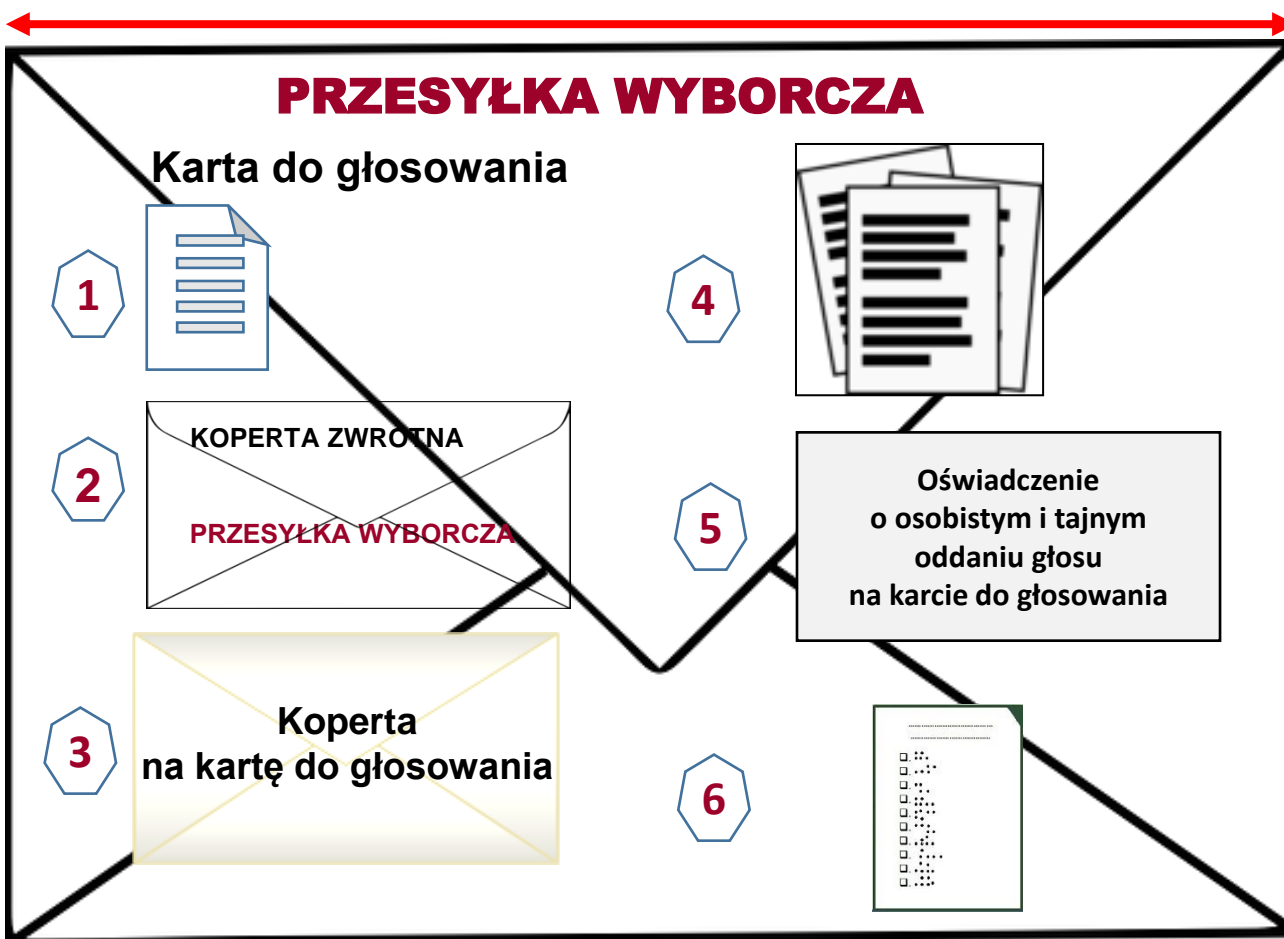 PRZESYŁKA WYBORCZA
Karta do głosowania
1
2
KOPERTA ZWROTNA
PRZESYŁKA WYBORCZA
3
Koperta
na kartę do głosowania
4
5
Oświadczenie
o osobistym i tajnym
oddaniu głosu
na karcie do głosowania
6